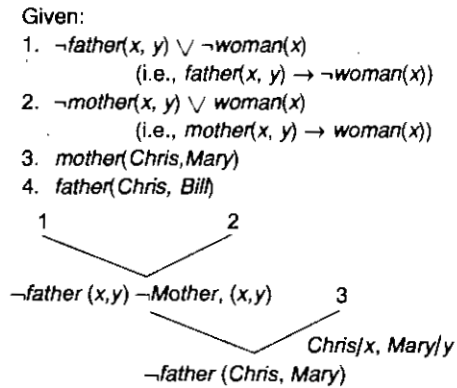 Given:
1. ¬father(x, y) ∨ ¬woman(x)
(i.e., father(x, y) → ¬woman(x))
2. ¬mother(x, y) ∨ woman(x)
(i.e., mother(x, y) → woman(x))
3. mother(Chris,Mary)
4. father(Chris, Bill)
1 2
¬father (x,y) ¬Mother, (x,y) 3
Chris/x, Mary/y
¬father (Chris, Mary)